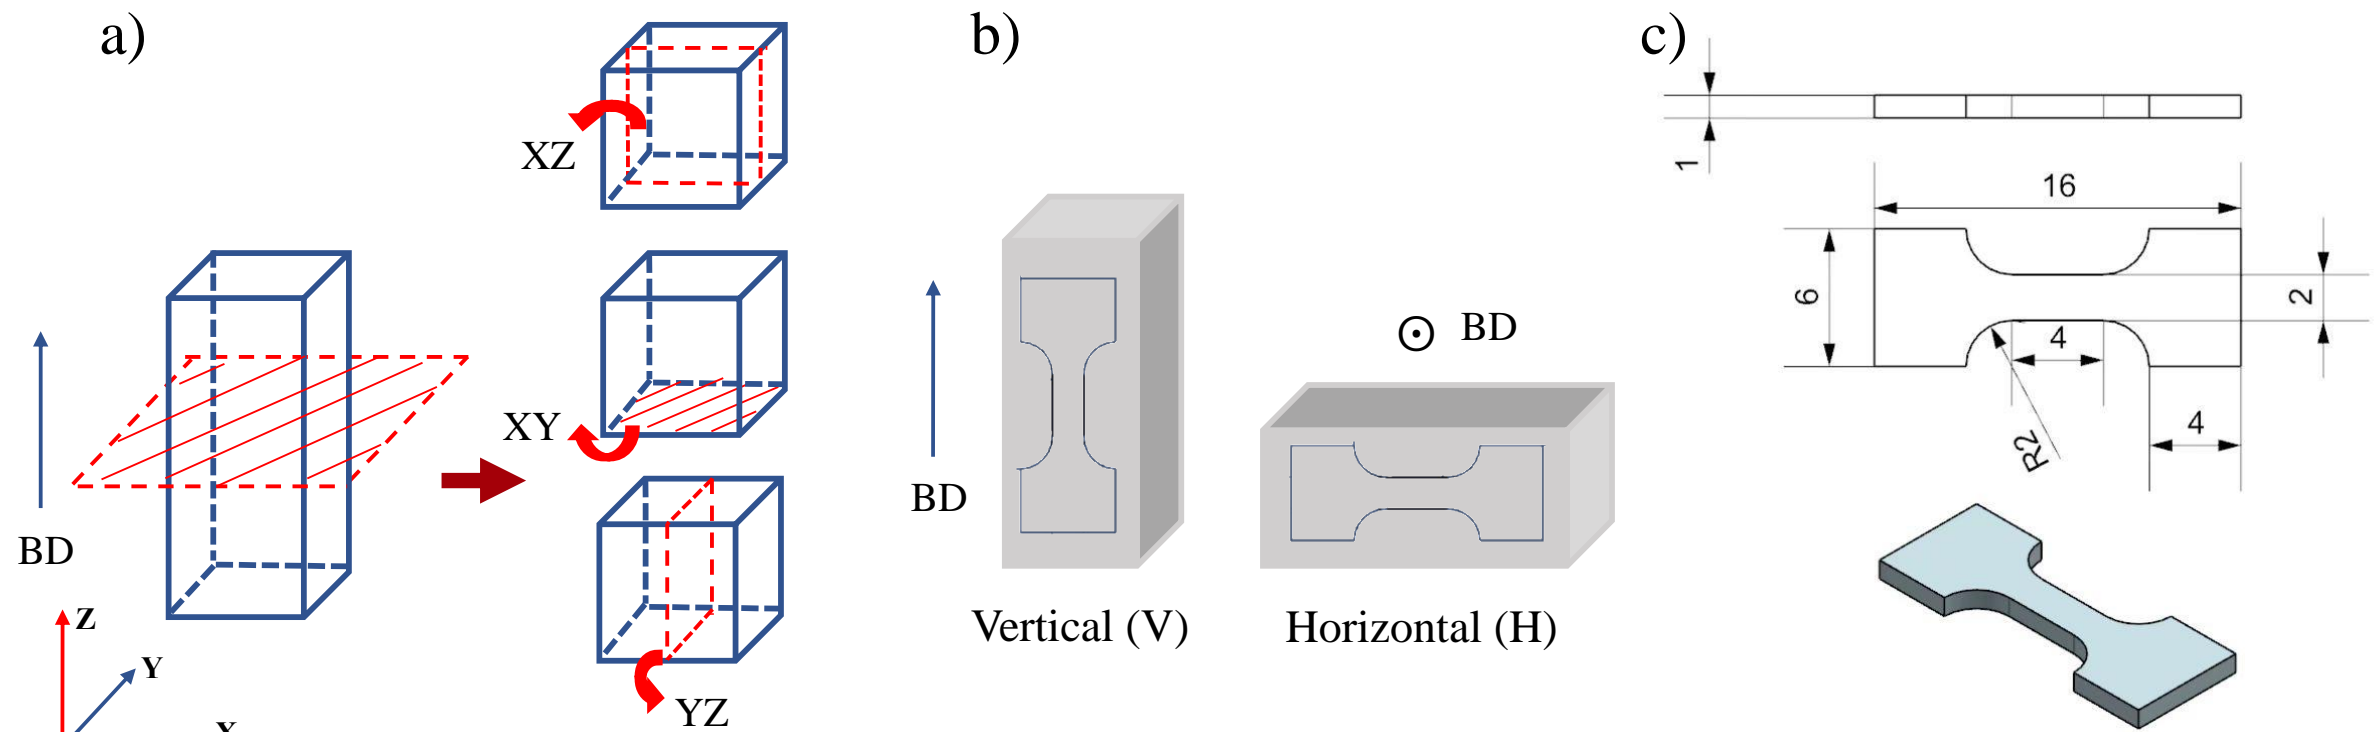 a)
XZ
XY
YZ
BD
Z
Y
X
b)
BD
Vertical (V)
BD
Horizontal (H)
c)
1
16
6
2
4
R2
4